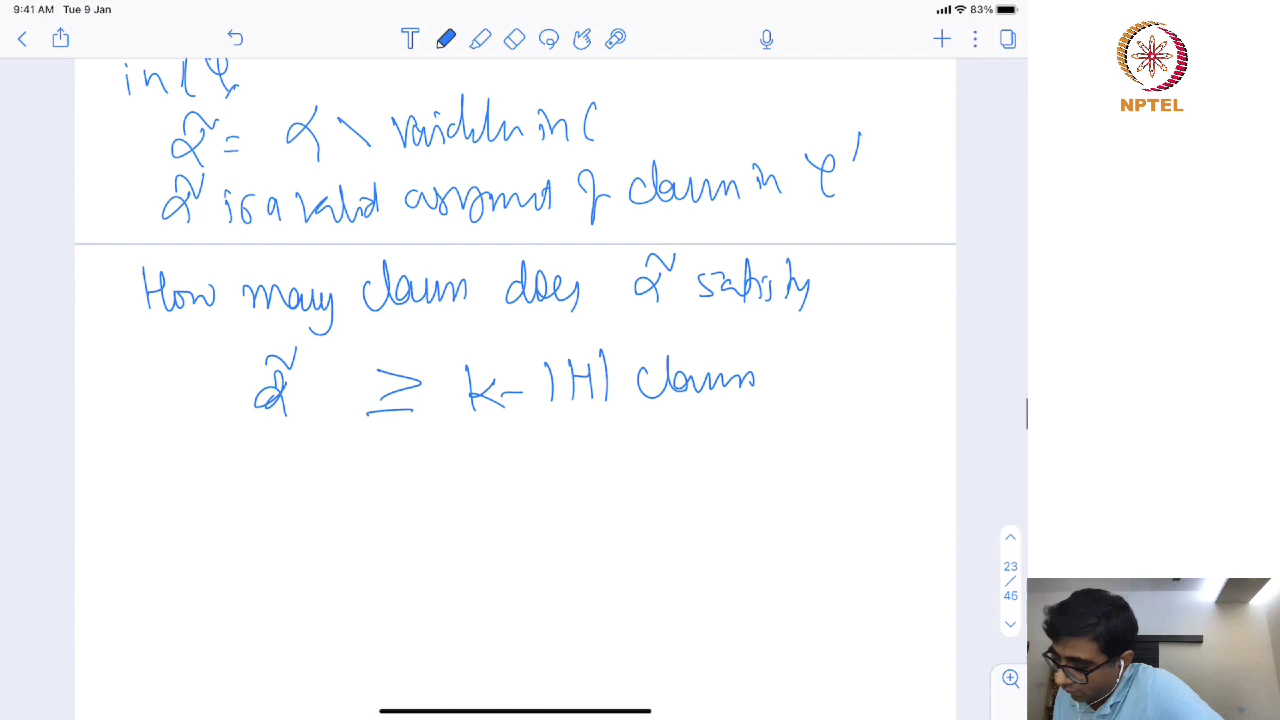 9:41 AM Tue 9 Jan
83%
NPTEL
in C φ
α̃ = α \ variables in C
α̃ is a valid assignment of clauses in φ'
How many clauses does α̃ satisfy
α̃ ≥ k - |H| clauses
23
/
45